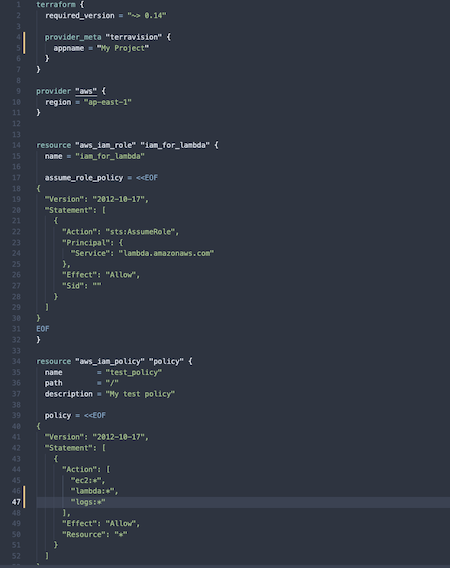 1 terraform {
2   required_version = "~> 0.14"
3
4   provider_meta "terravision" {
5     appname = "My Project"
6   }
7 }
8
9 provider "aws" {
10   region = "ap-east-1"
11 }
12
13
14 resource "aws_iam_role" "iam_for_lambda" {
15   name = "iam_for_lambda"
16
17   assume_role_policy = <<EOF
18 {
19   "Version": "2012-10-17",
20   "Statement": [
21     {
22       "Action": "sts:AssumeRole",
23       "Principal": {
24         "Service": "lambda.amazonaws.com"
25       },
26       "Effect": "Allow",
27       "Sid": ""
28     }
29   ]
30 }
31 EOF
32 }
33
34 resource "aws_iam_policy" "policy" {
35   name        = "test_policy"
36   path        = "/"
37   description = "My test policy"
38
39   policy = <<EOF
40 {
41   "Version": "2012-10-17",
42   "Statement": [
43     {
44       "Action": [
45         "ec2:*",
46         "lambda:*",
47         "logs:*"
48       ],
49       "Effect": "Allow",
50       "Resource": "*"
51     }
52   ]